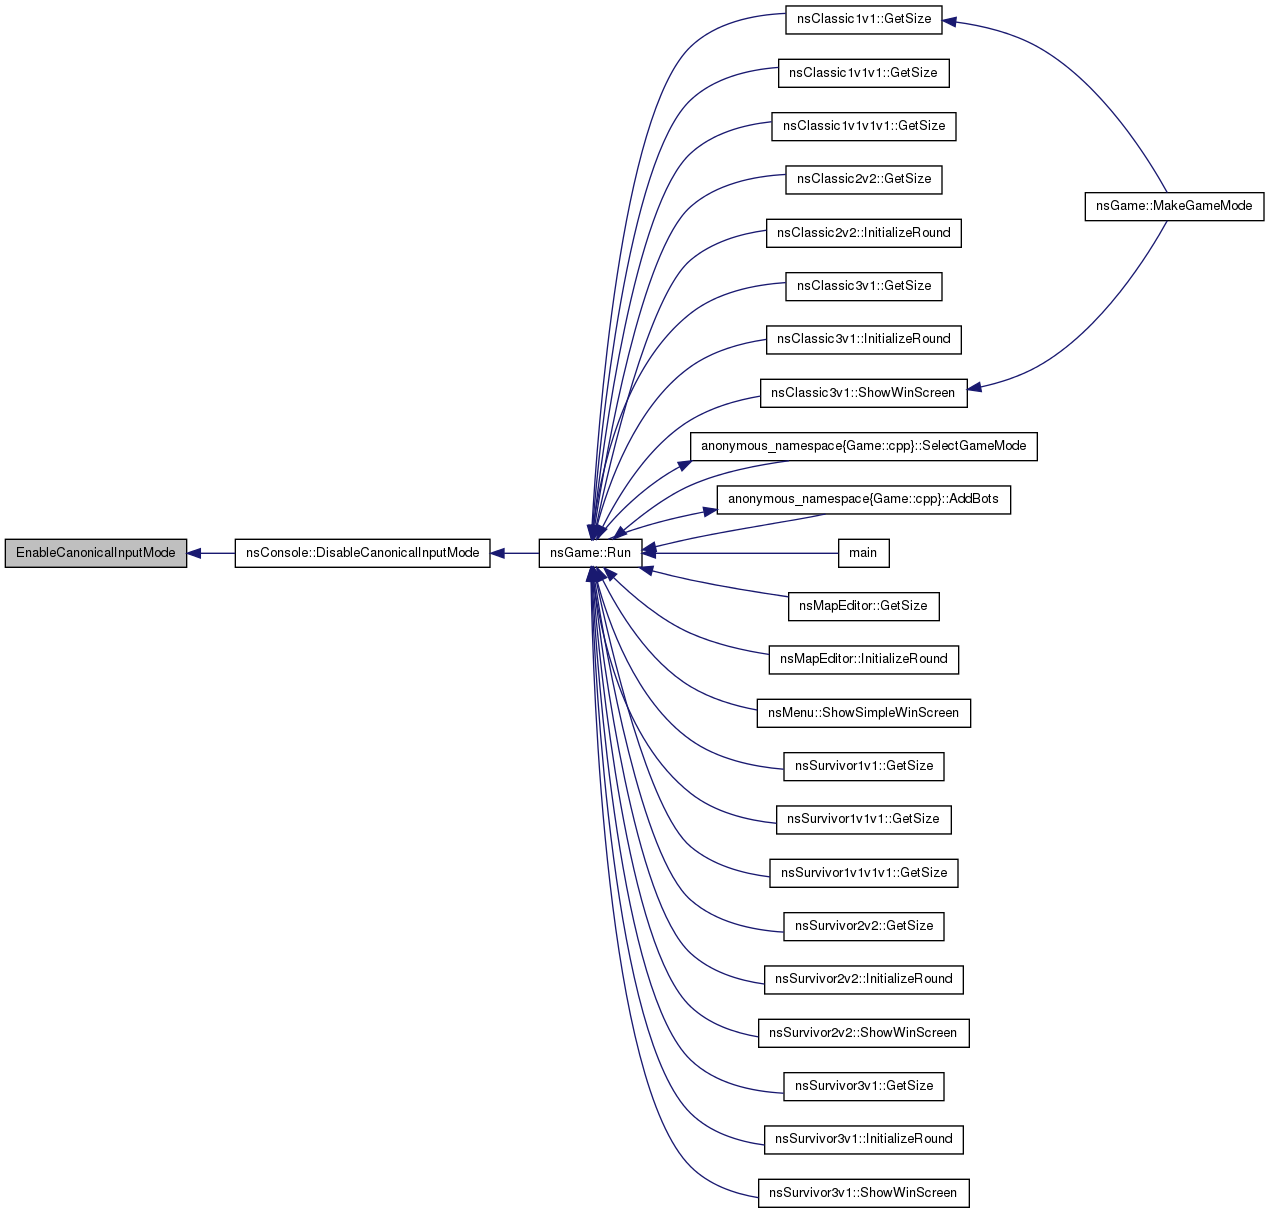 nsClassic1v1::GetSize
nsClassic1v1v1::GetSize
nsClassic1v1v1v1::GetSize
nsClassic2v2::GetSize
nsGame::MakeGameMode
nsClassic2v2::InitializeRound
nsClassic3v1::GetSize
nsClassic3v1::InitializeRound
nsClassic3v1::ShowWinScreen
anonymous_namespace{Game::cpp}::SelectGameMode
anonymous_namespace{Game::cpp}::AddBots
EnableCanonicalInputMode
nsConsole::DisableCanonicalInputMode
nsGame::Run
main
nsMapEditor::GetSize
nsMapEditor::InitializeRound
nsMenu::ShowSimpleWinScreen
nsSurvivor1v1::GetSize
nsSurvivor1v1v1::GetSize
nsSurvivor1v1v1v1::GetSize
nsSurvivor2v2::GetSize
nsSurvivor2v2::InitializeRound
nsSurvivor2v2::ShowWinScreen
nsSurvivor3v1::GetSize
nsSurvivor3v1::InitializeRound
nsSurvivor3v1::ShowWinScreen